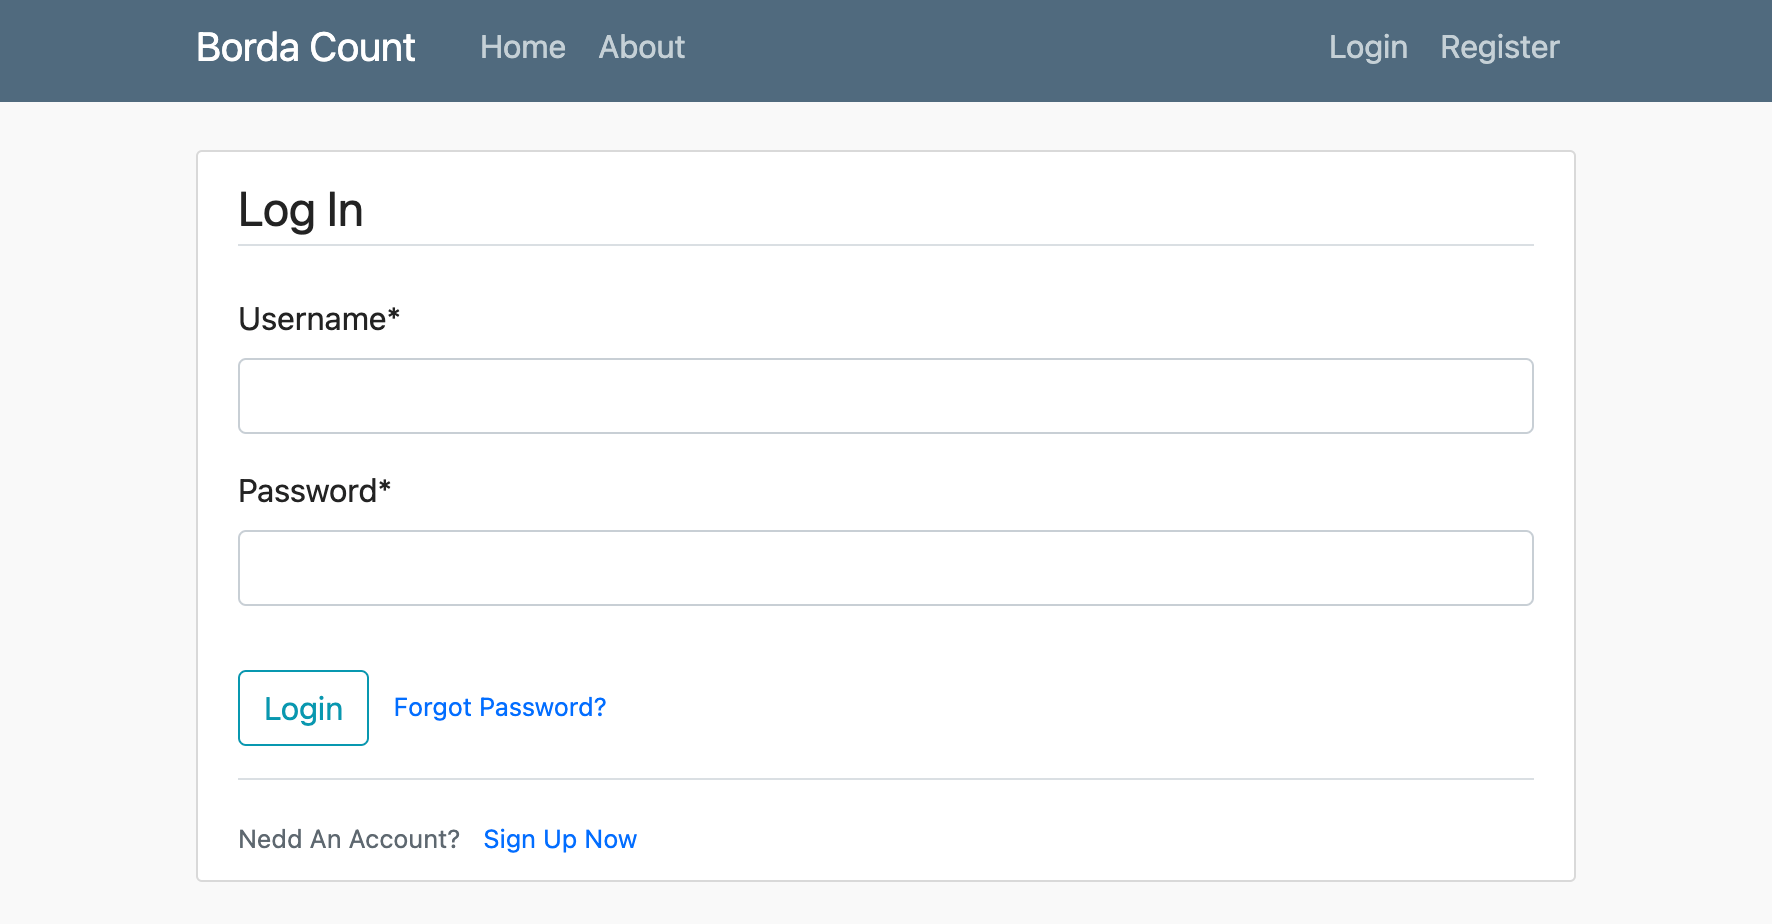 Borda Count Home About Login Register
Log In
Username*
Password*
Login Forgot Password?
Nedd An Account? Sign Up Now